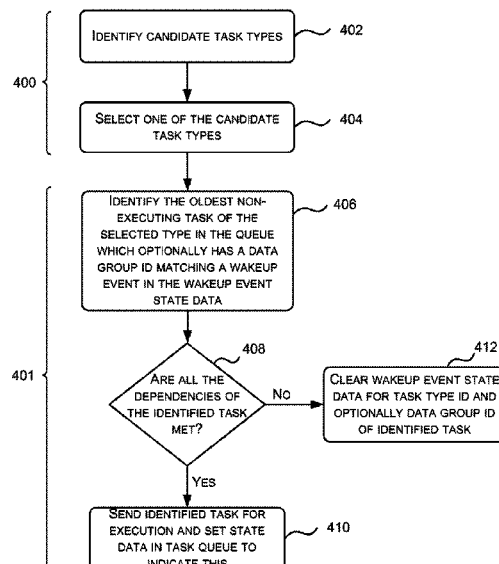 IDENTIFY CANDIDATE TASK TYPES
402
400
SELECT ONE OF THE CANDIDATE
TASK TYPES
404
IDENTIFY THE OLDEST NON-
EXECUTING TASK OF THE
SELECTED TYPE IN THE QUEUE
WHICH OPTIONALLY HAS A DATA
GROUP ID MATCHING A WAKEUP
EVENT IN THE WAKEUP EVENT
STATE DATA
406
401
408
ARE ALL THE
DEPENDENCIES OF
THE IDENTIFIED TASK
MET?
NO
412
CLEAR WAKEUP EVENT STATE
DATA FOR TASK TYPE ID AND
OPTIONALLY DATA GROUP ID
OF IDENTIFIED TASK
YES
SEND IDENTIFIED TASK FOR
EXECUTION AND SET STATE
DATA IN TASK QUEUE TO
INDICATE THIS
410